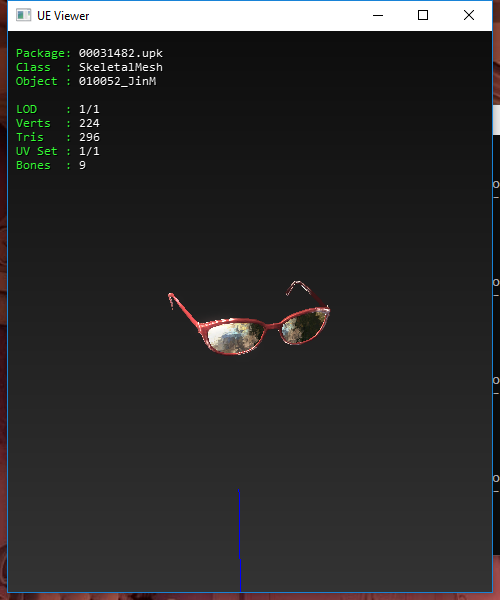 UE Viewer
Package: 00031482.upk
Class  : SkeletalMesh
Object : 010052_JinM
LOD    : 1/1
Verts  : 224
Tris   : 296
UV Set : 1/1
Bones  : 9